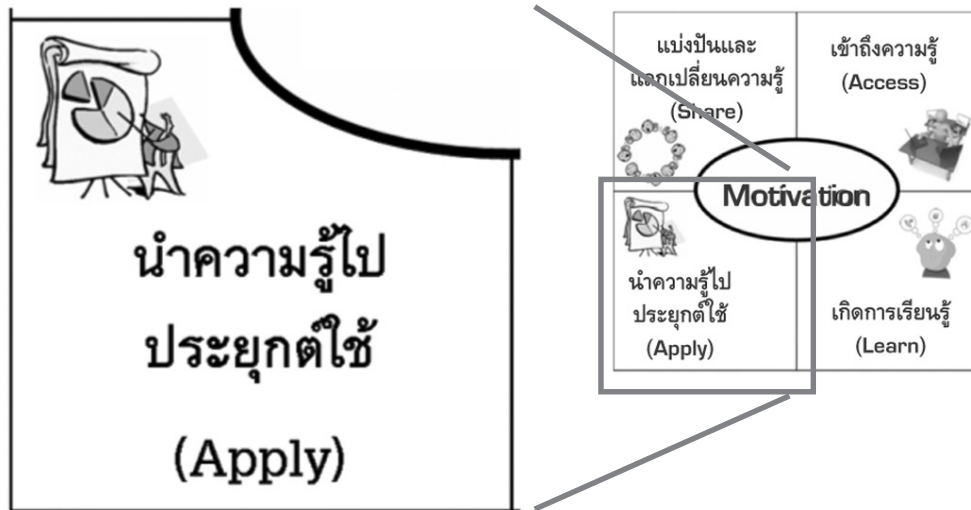 นำความรู้ไป
ประยุกต์ใช้
(Apply)
แบ่งปันและ
แลกเปลี่ยนความรู้
(Share)
เข้าถึงความรู้
(Access)
Motivation
นำความรู้ไป
ประยุกต์ใช้
(Apply)
เกิดการเรียนรู้
(Learn)